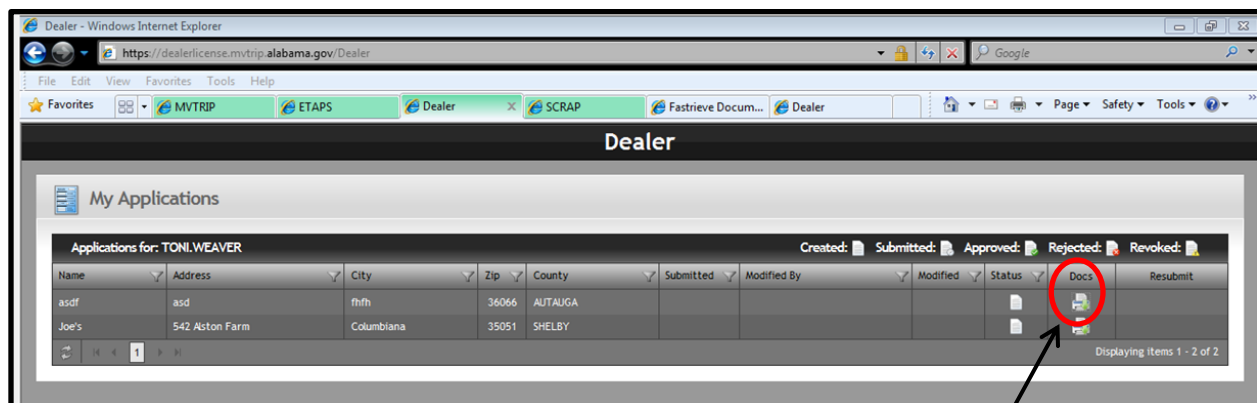 Dealer - Windows Internet Explorer
https://dealerlicense.mvtrip.alabama.gov/Dealer
Google
File Edit View Favorites Tools Help
Favorites MVTRIP ETAPS Dealer SCRAP Fastrieve Docum... Dealer Page Safety Tools
Dealer
My Applications
Applications for: TONI.WEAVER Created: Submitted: Approved: Rejected: Revoked:
Name Address City Zip County Submitted Modified By Modified Status Docs Resubmit
asdf asd fhfh 36066 AUTAUGA
Joe's 542 Alston Farm Columbiana 35051 SHELBY
1 Displaying items 1 - 2 of 2